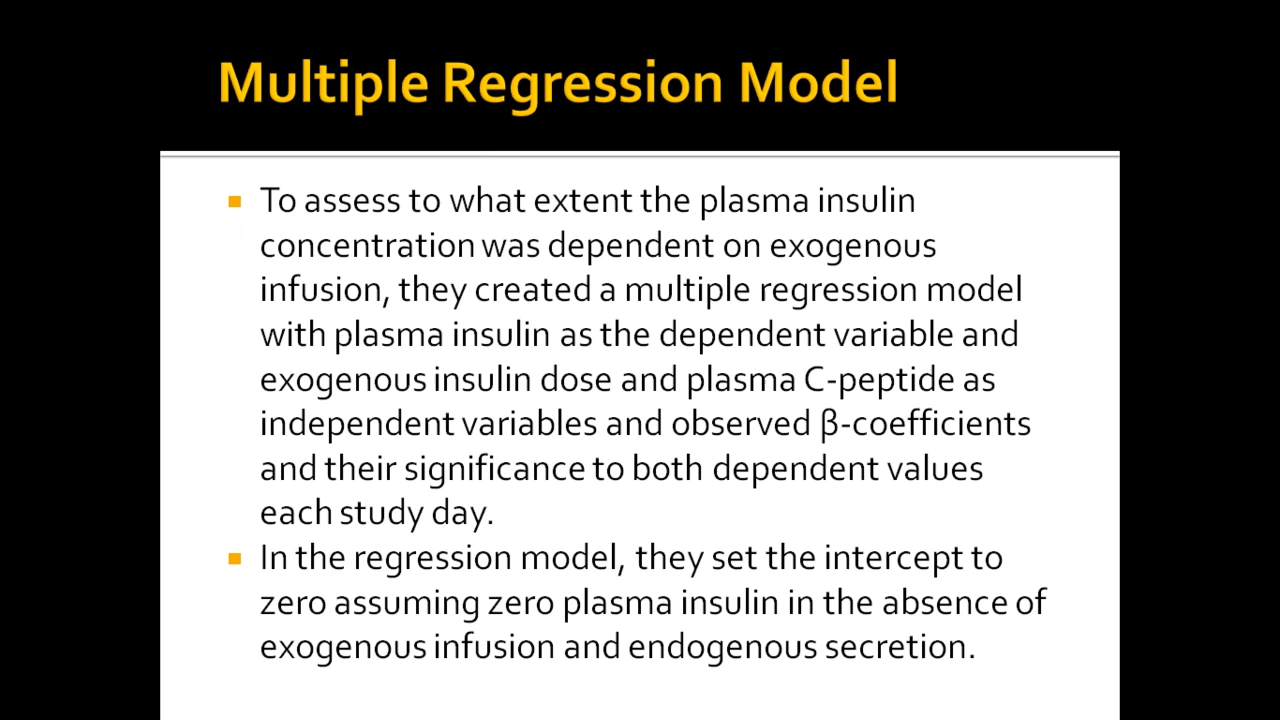 Multiple Regression Model
To assess to what extent the plasma insulin
concentration was dependent on exogenous
infusion, they created a multiple regression model
with plasma insulin as the dependent variable and
exogenous insulin dose and plasma C-peptide as
independent variables and observed β-coefficients
and their significance to both dependent values
each study day.
In the regression model, they set the intercept to
zero assuming zero plasma insulin in the absence of
exogenous infusion and endogenous secretion.